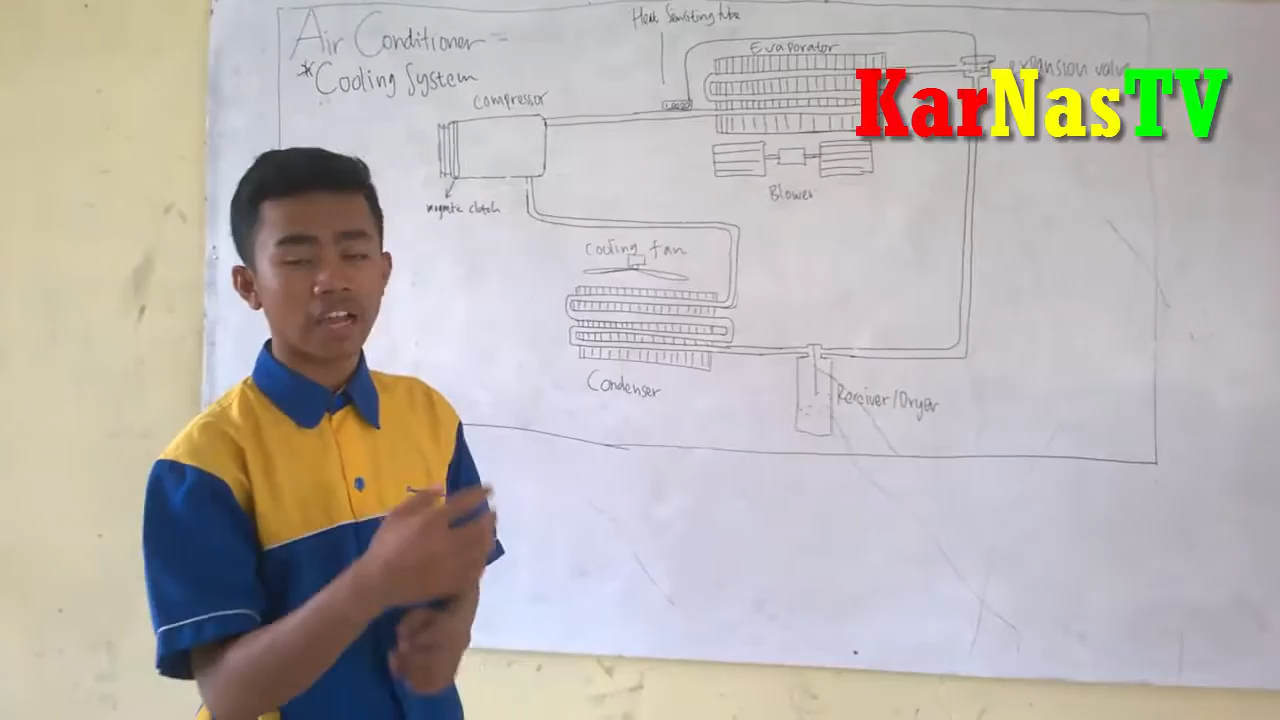 Air Conditioner =
* Cooling System
Heat Sensiting tube
Evaporator
expansion valve
KarNasTV
compressor
magnetic clutch
Blower
Cooling fan
Condenser
Receiver/Dryer